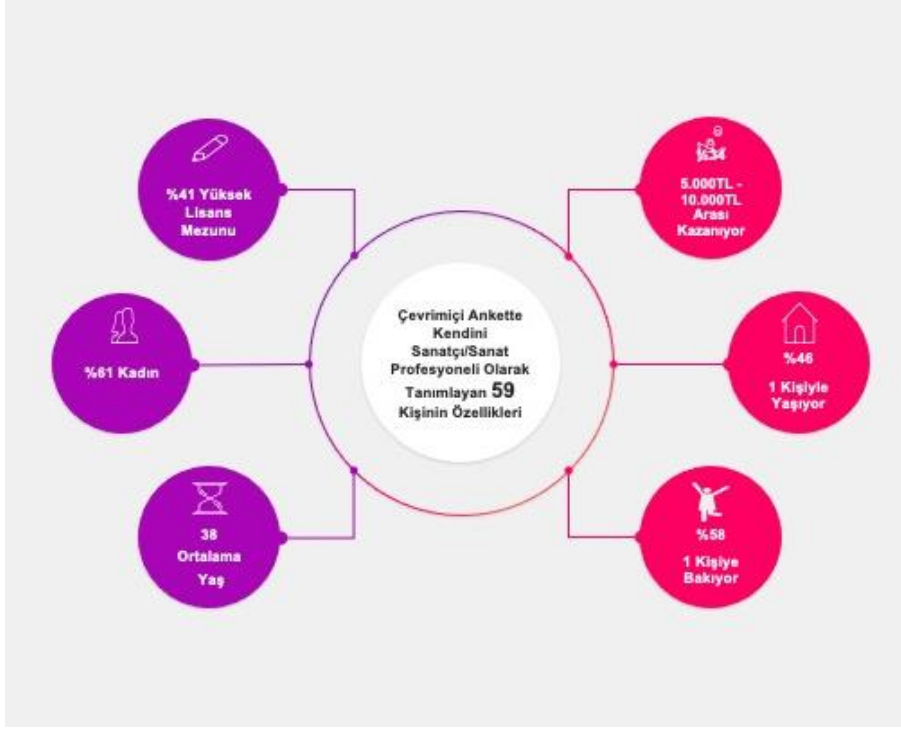 %41 Yüksek
Lisans
Mezunu
%61 Kadın
38
Ortalama
Yaş
Çevrimiçi Ankette
Kendini
Sanatçı/Sanat
Profesyoneli Olarak
Tanımlayan 59
Kişinin Özellikleri
%34
5.000TL -
10.000TL
Arası
Kazanıyor
%46
1 Kişiyle
Yaşıyor
%58
1 Kişiye
Bakıyor